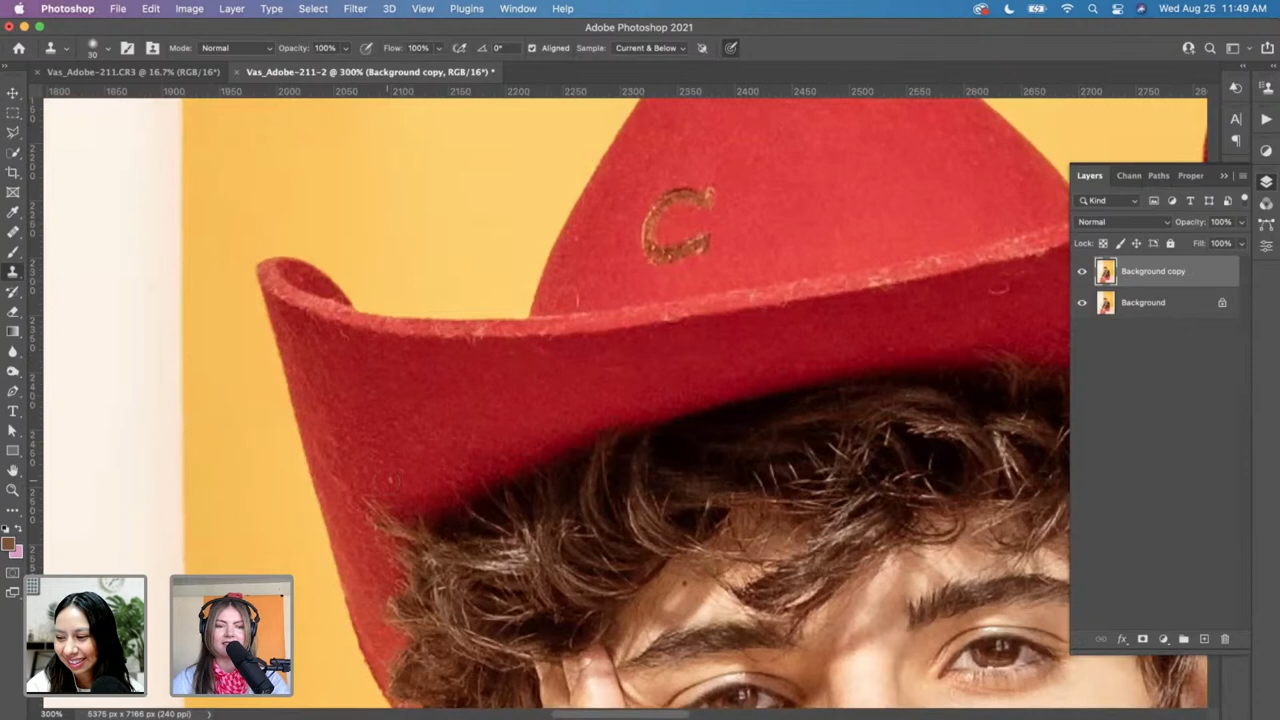 Photoshop File Edit Image Layer Type Select Filter 3D View Plugins Window Help Wed Aug 25 11:49 AM
Adobe Photoshop 2021
30 Mode: Normal Opacity: 100% Flow: 100% 0° Aligned Sample: Current & Below
× Vas_Adobe-211.CR3 @ 16.7% (RGB/16*) × Vas_Adobe-211-2 @ 300% (Background copy, RGB/16*) *
1800 1850 1900 1950 2000 2050 2100 2150 2200 2250 2300 2350 2400 2450 2500 2550 2600 2650 2700 2750
C
Layers Chann Paths Proper
Kind
Normal Opacity: 100%
Lock: Fill: 100%
Background copy
Background
300% 5375 px x 7166 px (240 ppi)